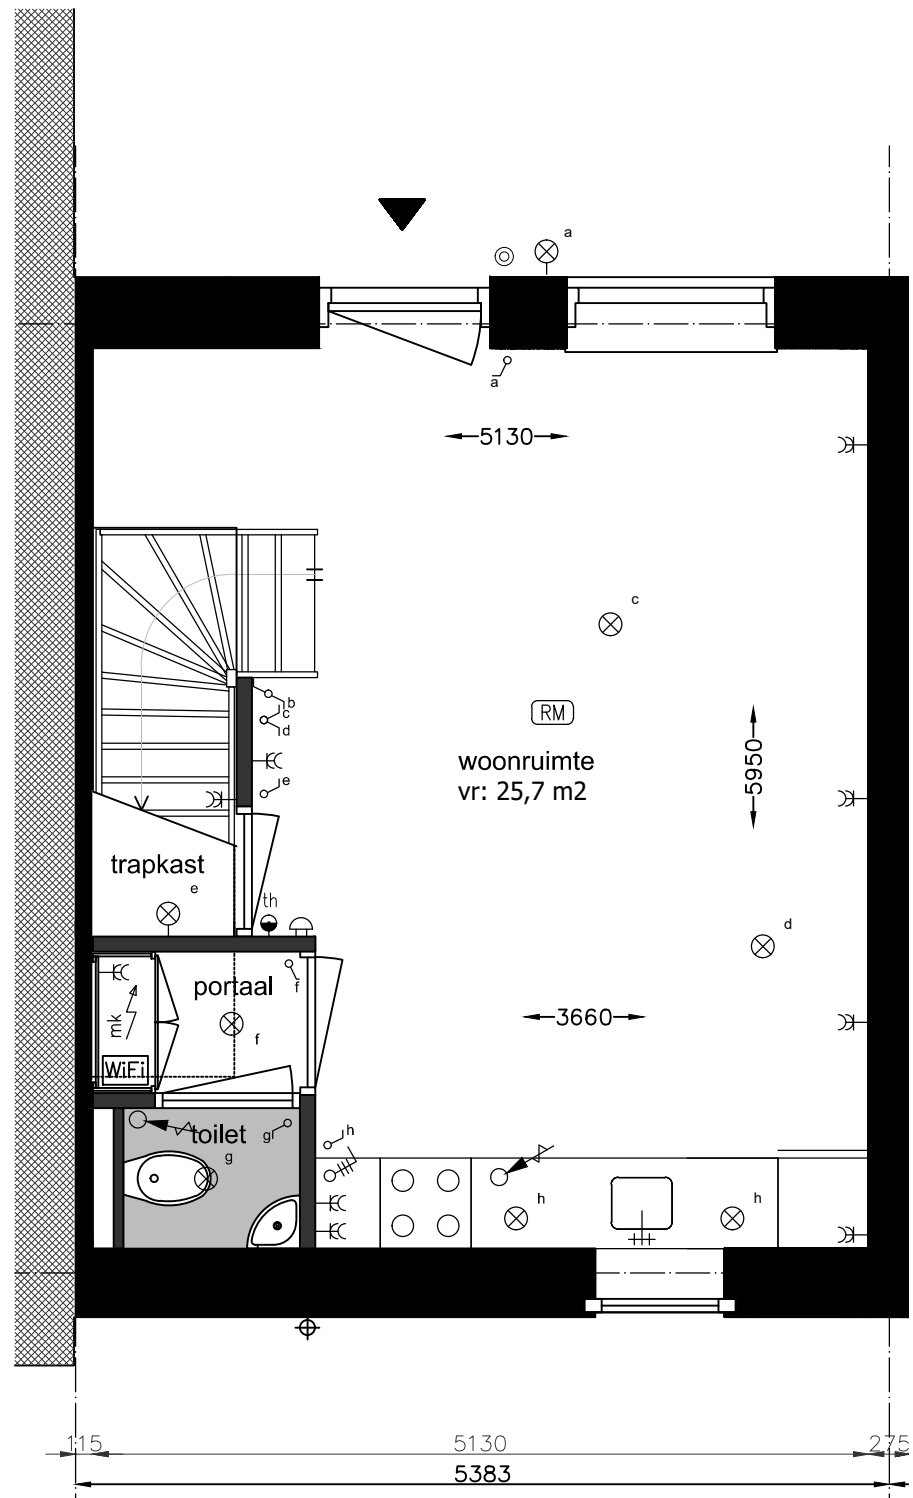 a
a
5130
c
b
c
d
RM
woonruimte
vr: 25,7 m2
5950
e
trapkast
e
th
d
portaal
f
f
mk
3660
WiFi
toilet
g
g
h
h
h
115
5130
275
5383